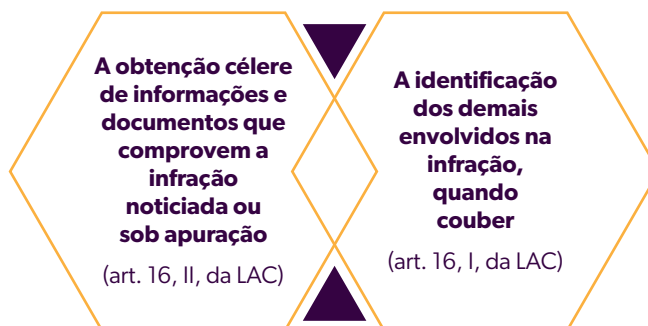 A obtenção célere
de informações e
documentos que
comprovem a
infração
noticiada ou
sob apuração
(art. 16, II, da LAC)
A identificação
dos demais
envolvidos na
infração,
quando
couber
(art. 16, I, da LAC)